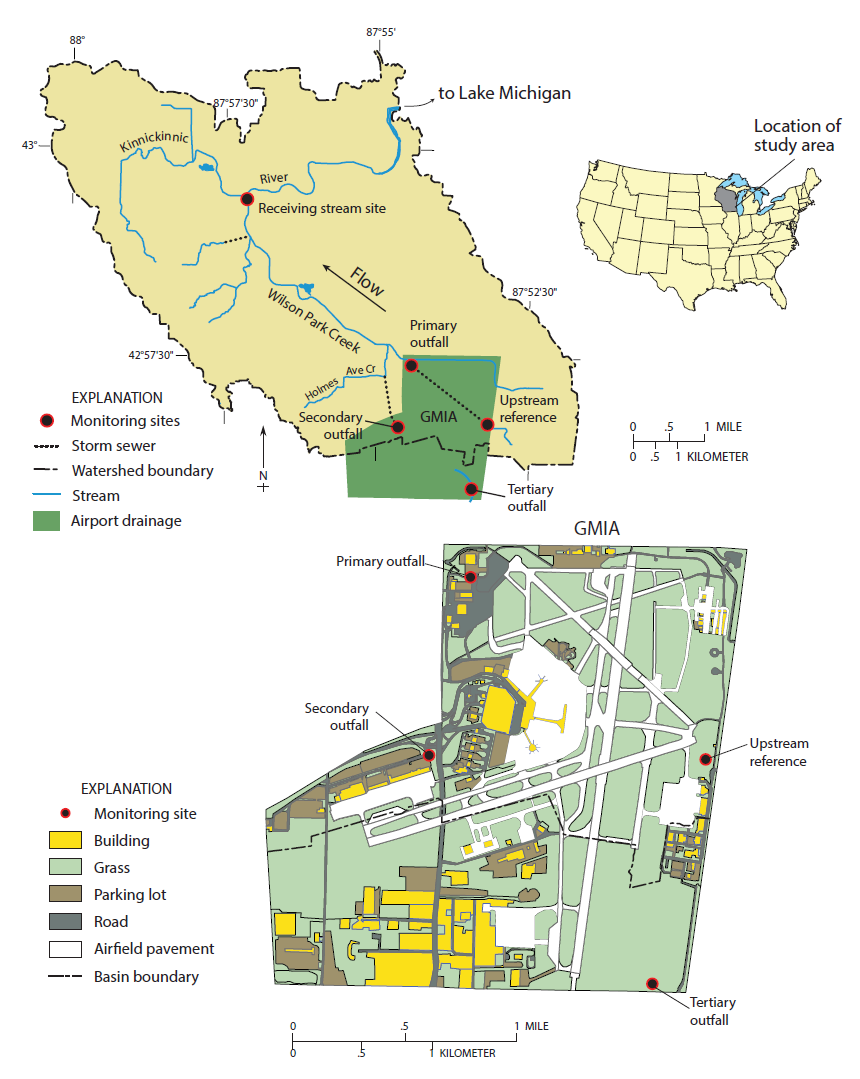 88°
87°55'
87°57'30"
to Lake Michigan
43°
Kinnickinnic
River
Receiving stream site
Location of
study area
Flow
87°52'30"
Wilson Park Creek
Primary
outfall
42°57'30"
Holmes Ave Cr
Upstream
reference
Secondary
outfall
GMIA
Tertiary
outfall
EXPLANATION
Monitoring sites
Storm sewer
Watershed boundary
Stream
Airport drainage
N
0 .5 1 MILE
0 .5 1 KILOMETER
GMIA
Primary outfall
Secondary
outfall
Upstream
reference
Tertiary
outfall
EXPLANATION
Monitoring site
Building
Grass
Parking lot
Road
Airfield pavement
Basin boundary
0 .5 1 MILE
0 .5 1 KILOMETER